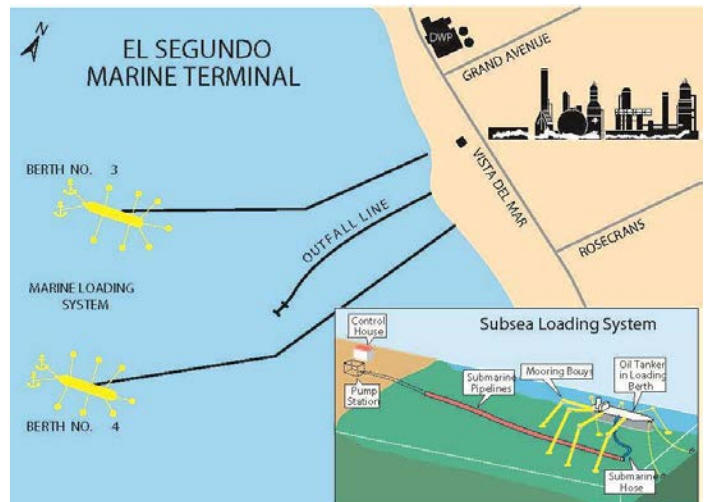 N
EL SEGUNDO
MARINE TERMINAL
DWP
GRAND AVENUE
BERTH NO. 3
VISTA DEL MAR
OUTFALL LINE
ROSECRANS
MARINE LOADING
SYSTEM
BERTH NO. 4
Subsea Loading System
Control
House
Pump
Station
Submarine
Pipelines
Mooring Bouys
Oil Tanker
in Loading
Berth
Submarine
Hose